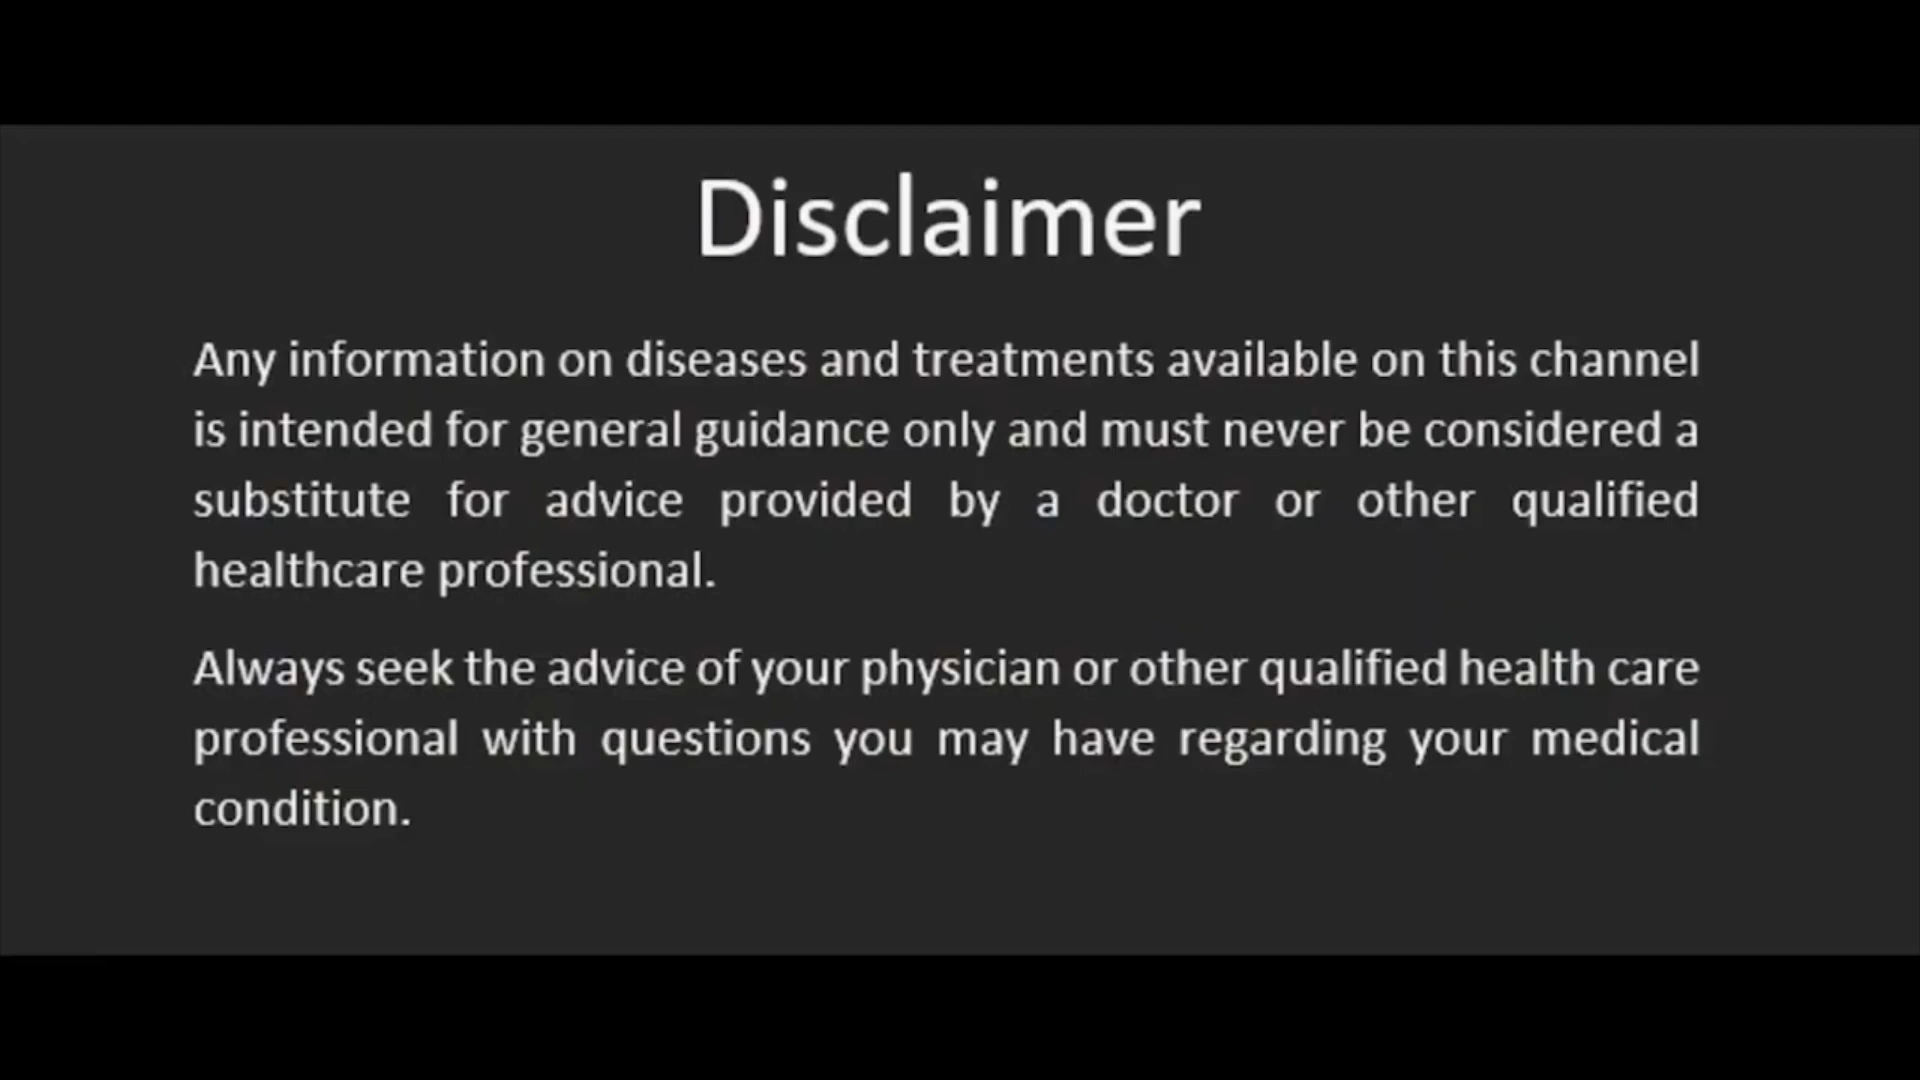 Disclaimer
Any information on diseases and treatments available on this channel
is intended for general guidance only and must never be considered a
substitute for advice provided by a doctor or other qualified
healthcare professional.
Always seek the advice of your physician or other qualified health care
professional with questions you may have regarding your medical
condition.